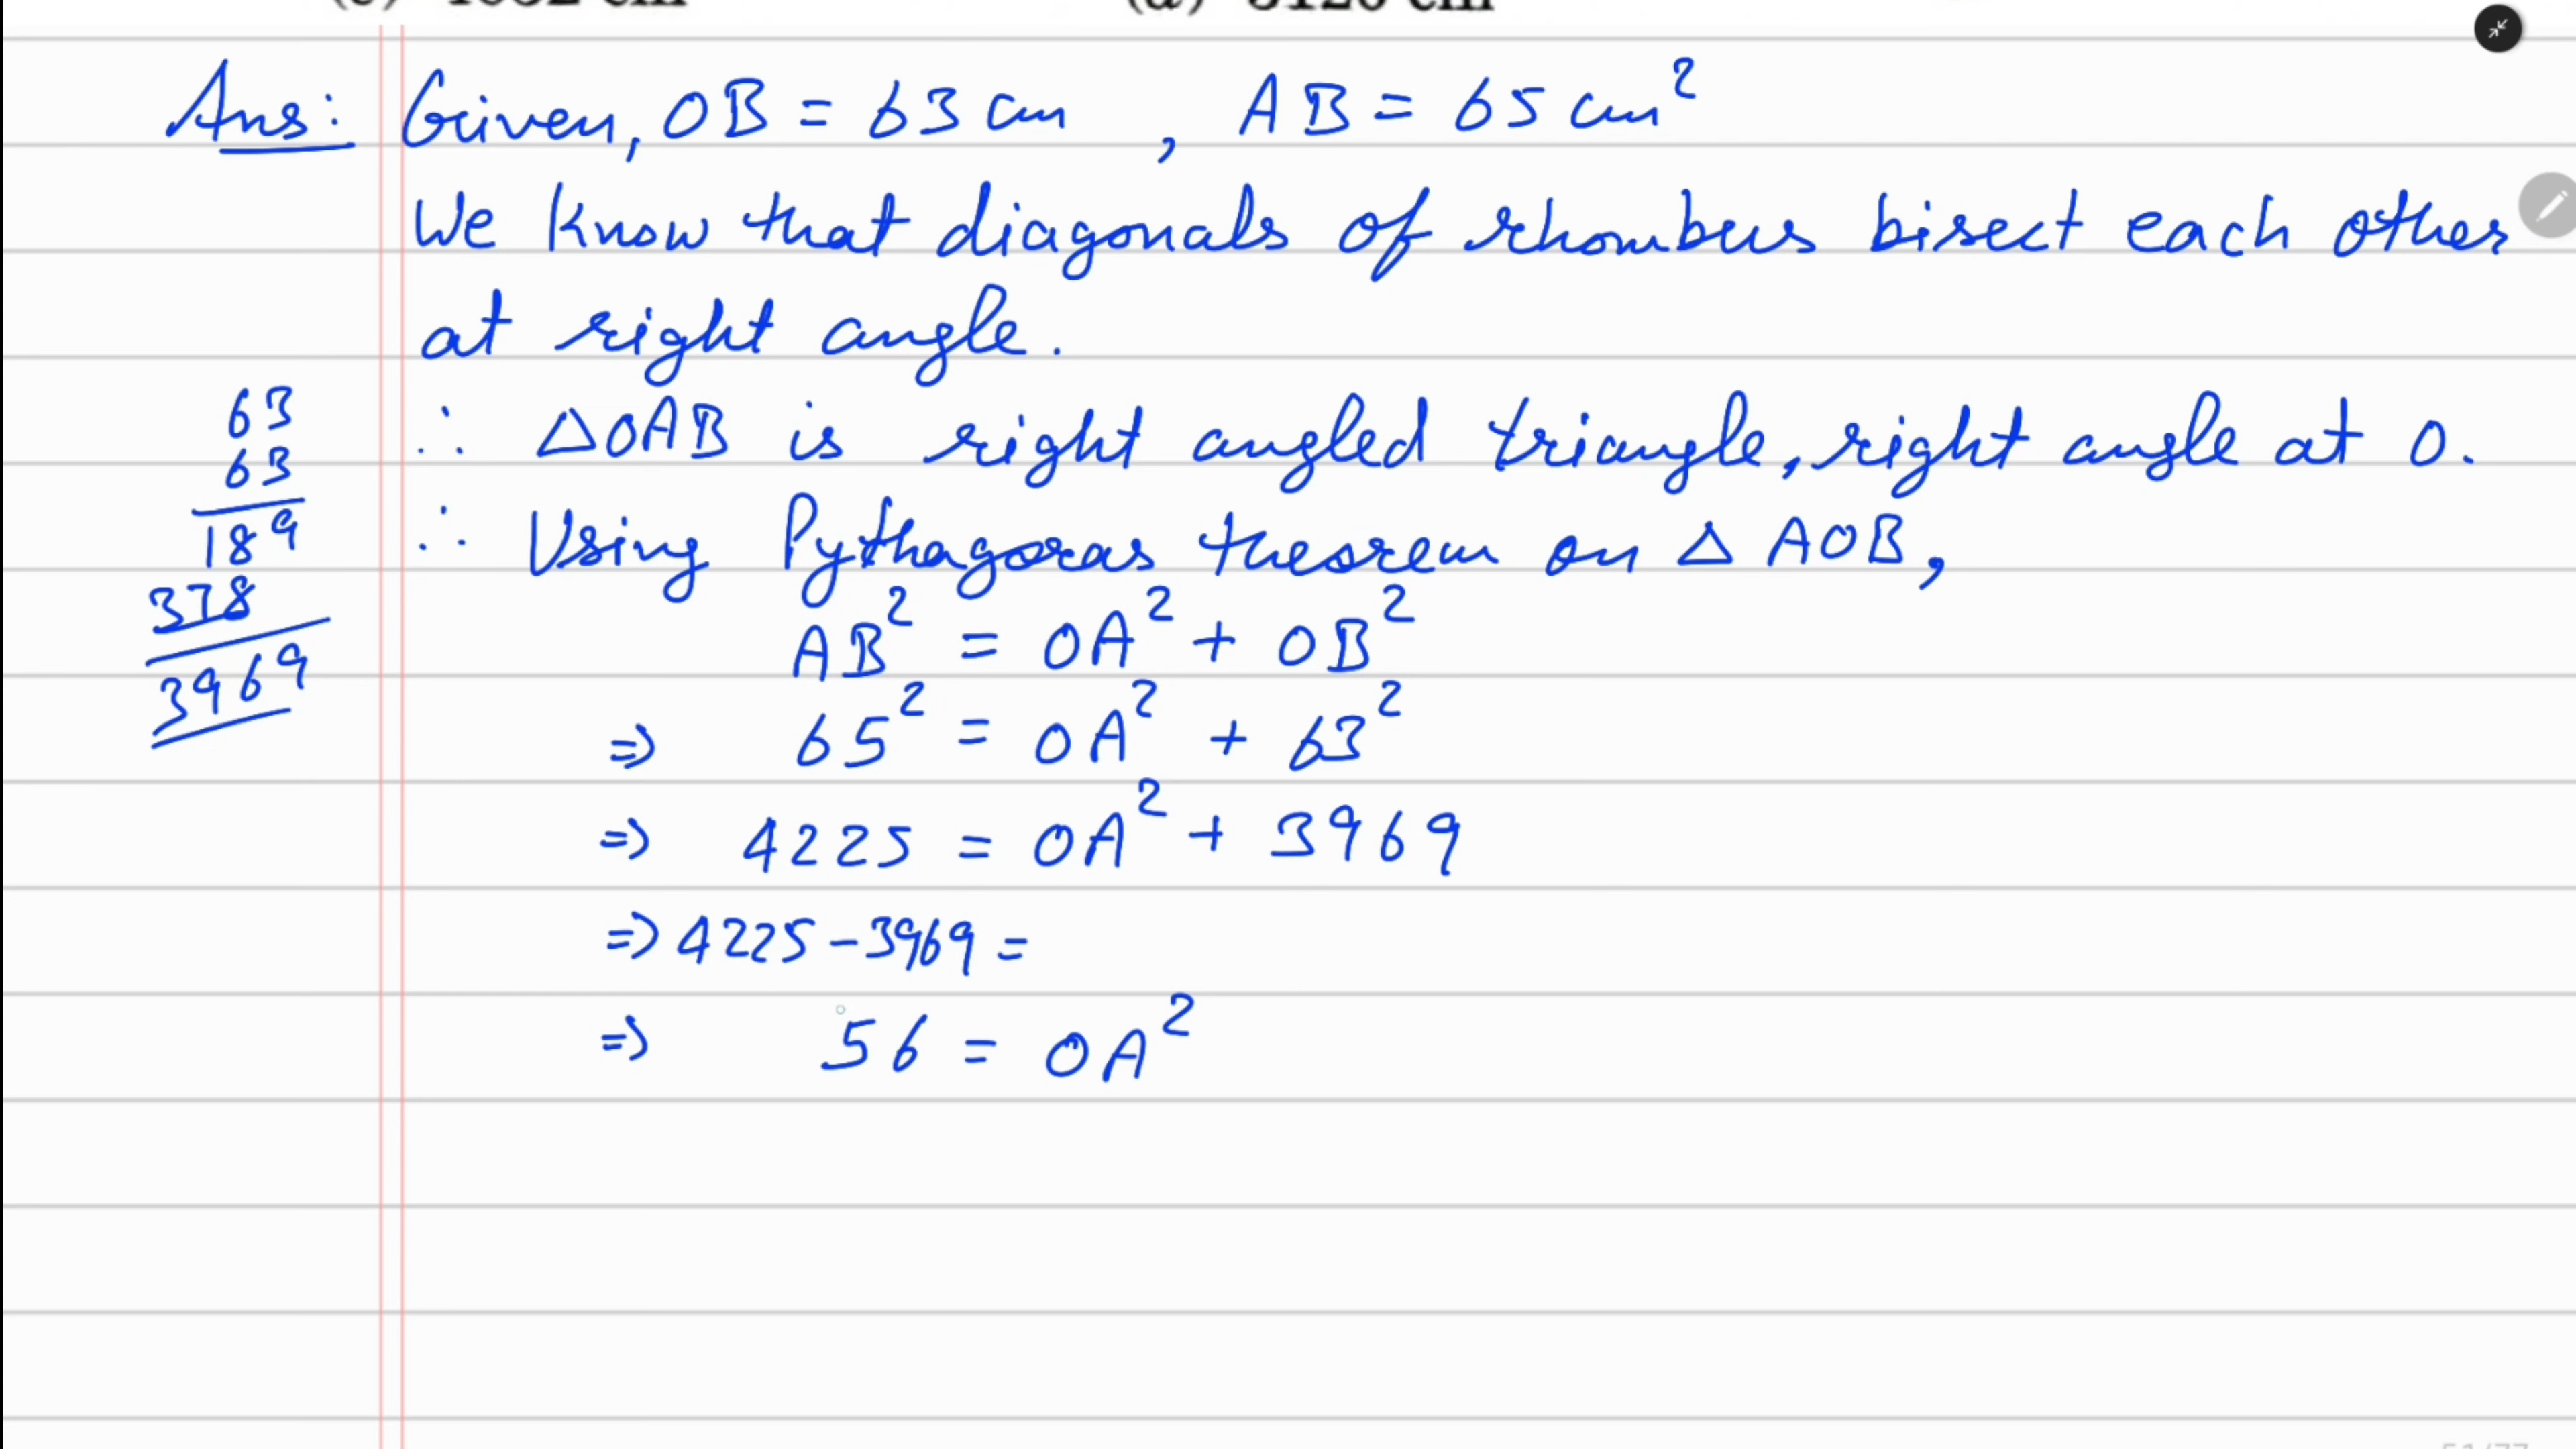 Ans: Given, OB = 63 cm , AB = 65 cm²
We know that diagonals of rhombus bisect each other
at right angle.
∴ △OAB is right angled triangle, right angle at O.
∴ Using Pythagoras theorem on △ AOB,
AB² = OA² + OB²
⇒ 65² = OA² + 63²
⇒ 4225 = OA² + 3969
⇒ 4225 - 3969 =
⇒ 56 = OA²
63
63
189
378
3969